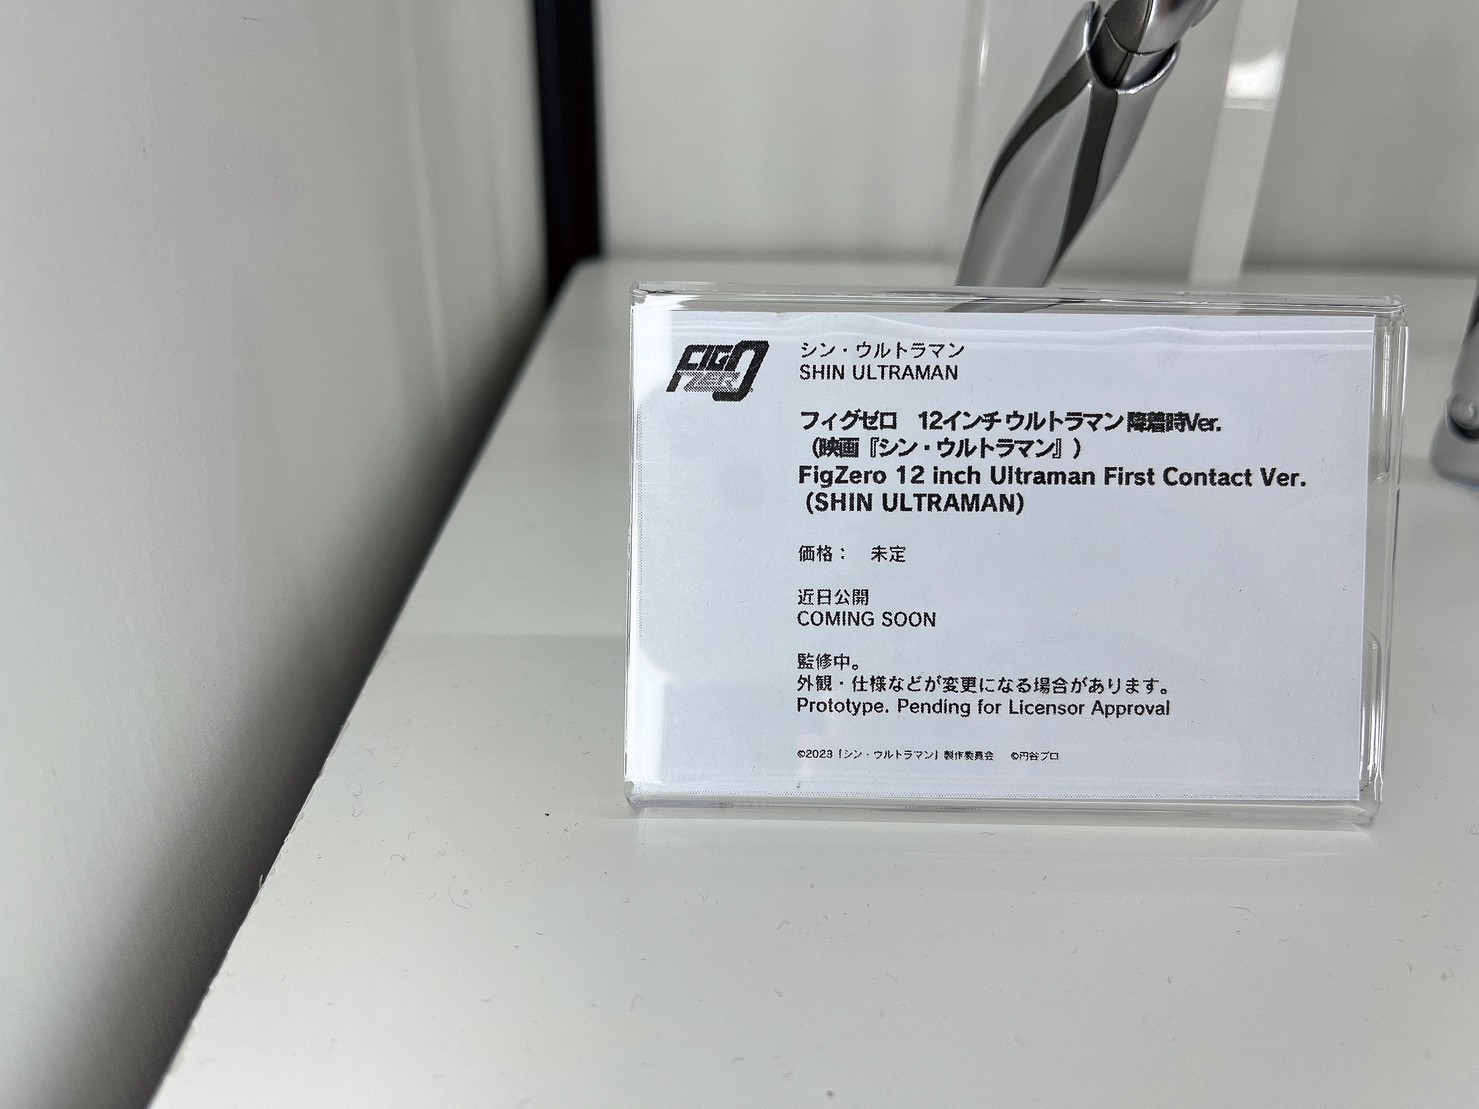 FIG ZERO
シン・ウルトラマン
SHIN ULTRAMAN
フィグゼロ 12インチ ウルトラマン 降着時Ver.
（映画『シン・ウルトラマン』）
FigZero 12 inch Ultraman First Contact Ver.
(SHIN ULTRAMAN)
価格： 未定
近日公開
COMING SOON
監修中。
外観・仕様などが変更になる場合があります。
Prototype. Pending for Licensor Approval
©2023「シン・ウルトラマン」製作委員会 ©円谷プロ